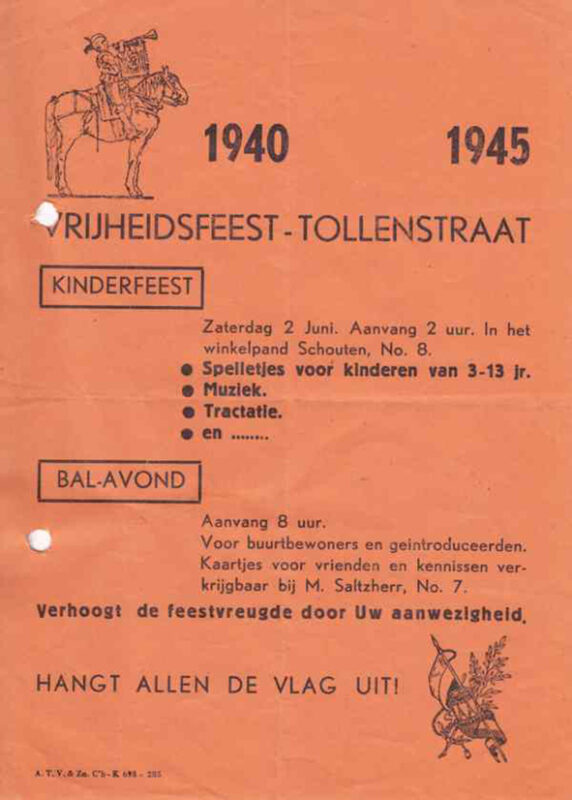 1940 1945
VRIJHEIDSFEEST-TOLLENSTRAAT
KINDERFEEST
Zaterdag 2 Juni. Aanvang 2 uur. In het
winkelpand Schouten, No. 8.
● Spelletjes voor kinderen van 3-13 jr.
● Muziek.
● Tractatie.
● en ........
BAL-AVOND
Aanvang 8 uur.
Voor buurtbewoners en geintroduceerden.
Kaartjes voor vrienden en kennissen ver-
krijgbaar bij M. Saltzherr, No. 7.
Verhoogt de feestvreugde door Uw aanwezigheid.
HANGT ALLEN DE VLAG UIT!
A. T. V. & Zn. C'b - K